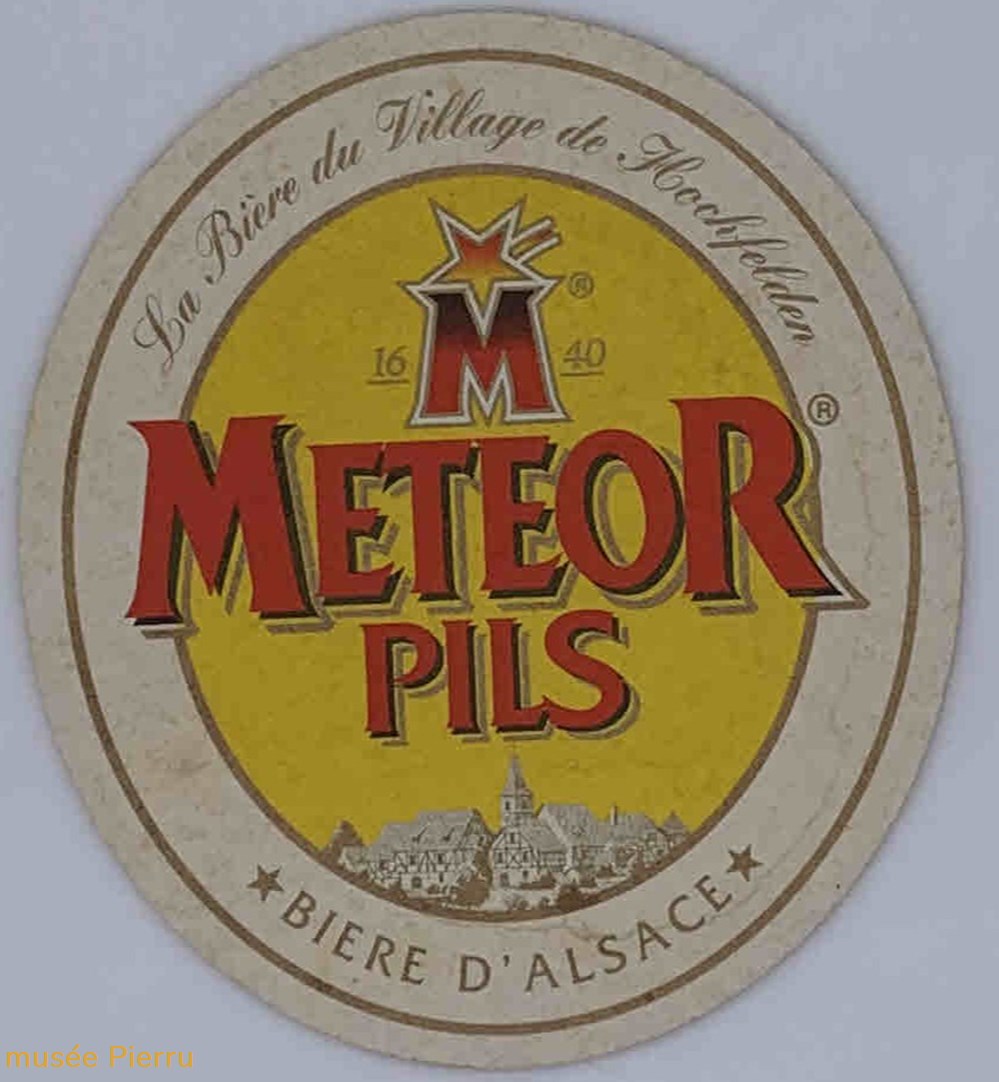 La Bière du Village de Hochfelden
M ®
16 40
METEOR ®
PILS
★ BIERE D'ALSACE ★
musée Pierru